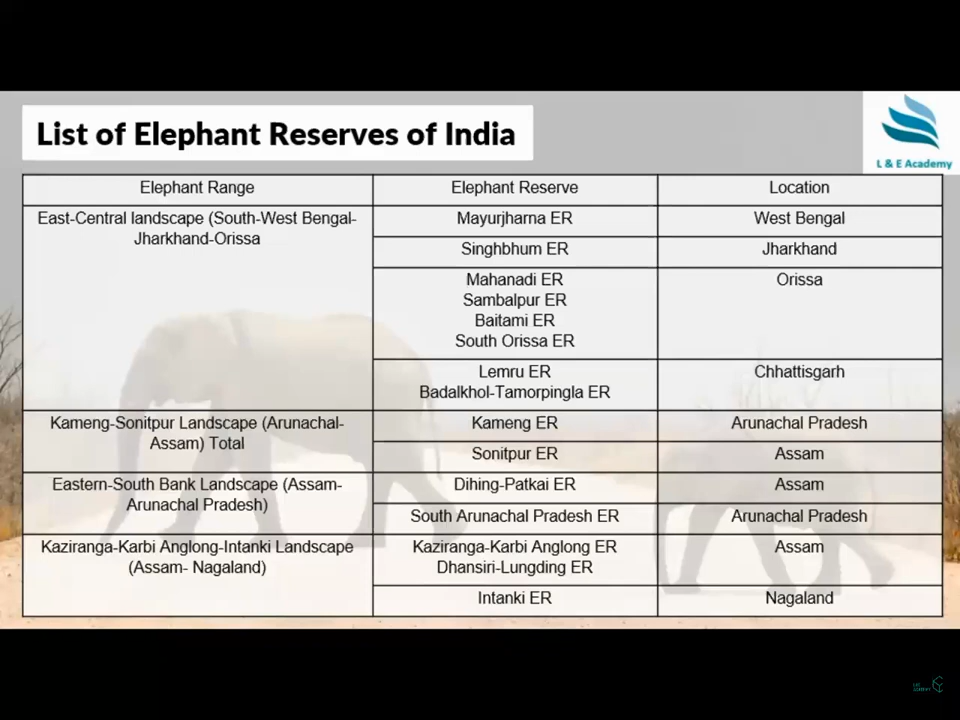 List of Elephant Reserves of India
L & E Academy
Elephant Range Elephant Reserve Location
East-Central landscape (South-West Bengal-
Jharkhand-Orissa
Mayurjharna ER West Bengal
Singhbhum ER Jharkhand
Mahanadi ER Orissa
Sambalpur ER
Baitami ER
South Orissa ER
Lemru ER Chhattisgarh
Badalkhol-Tamorpingla ER
Kameng-Sonitpur Landscape (Arunachal-
Assam) Total
Kameng ER Arunachal Pradesh
Sonitpur ER Assam
Eastern-South Bank Landscape (Assam-
Arunachal Pradesh)
Dihing-Patkai ER Assam
South Arunachal Pradesh ER Arunachal Pradesh
Kaziranga-Karbi Anglong-Intanki Landscape
(Assam- Nagaland)
Kaziranga-Karbi Anglong ER Assam
Dhansiri-Lungding ER
Intanki ER Nagaland